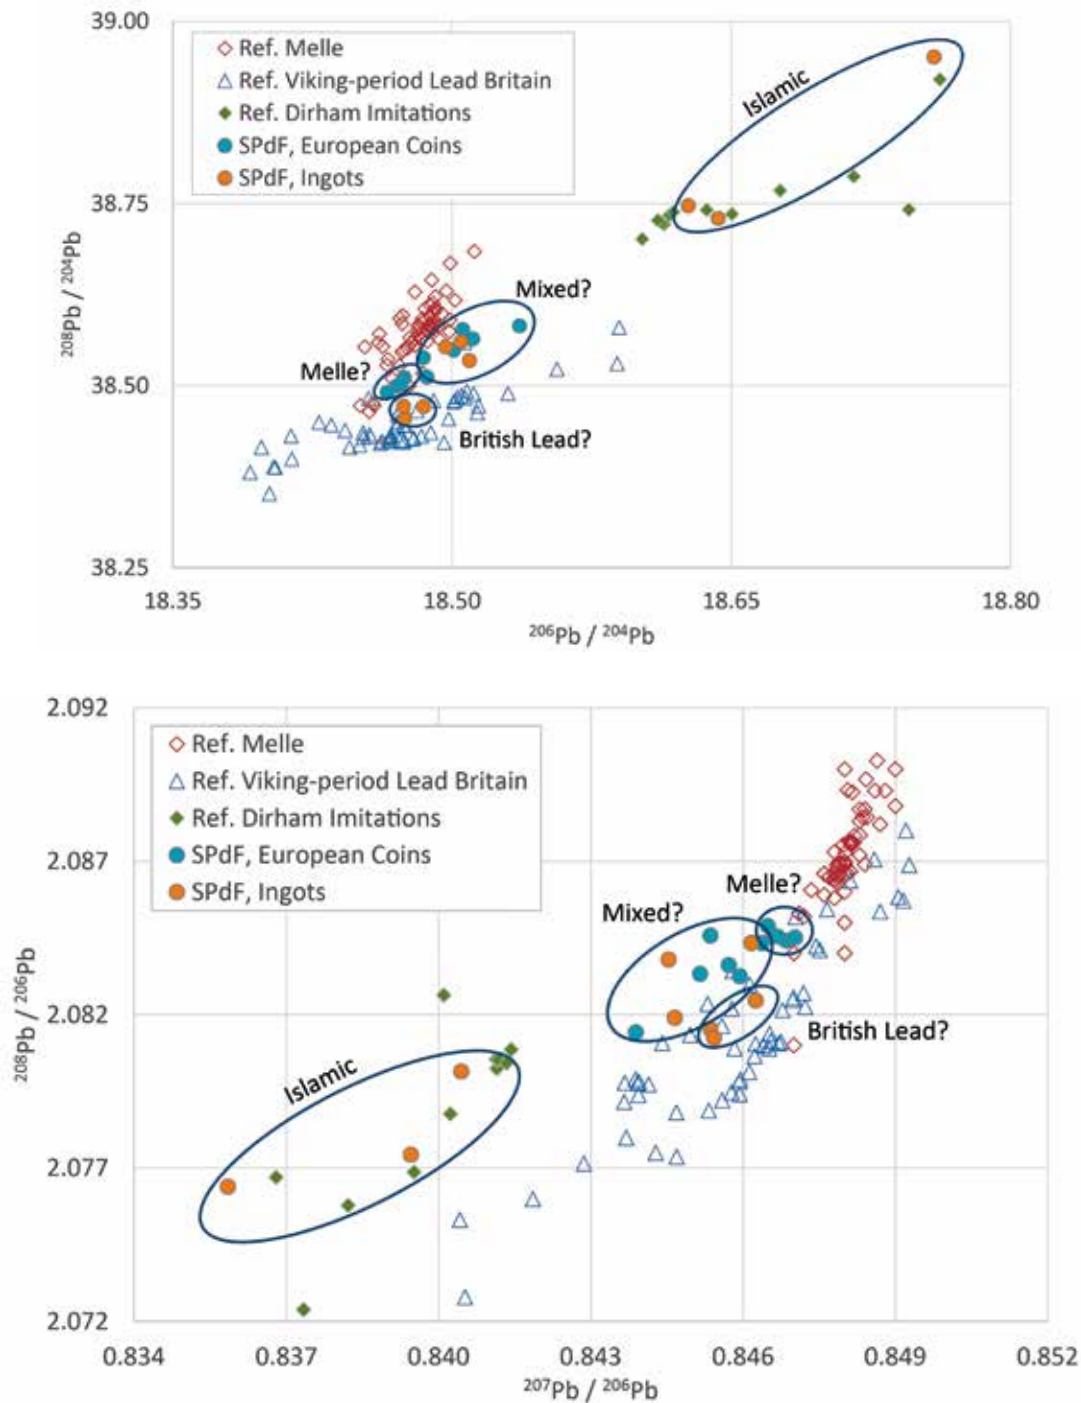 39.00
Ref. Melle
Ref. Viking-period Lead Britain
Ref. Dirham Imitations
SPdF, European Coins
SPdF, Ingots
Islamic
38.75
208Pb / 204Pb
Mixed?
Melle?
38.50
British Lead?
38.25
18.35 18.50 18.65 18.80
206Pb / 204Pb
2.092
Ref. Melle
Ref. Viking-period Lead Britain
Ref. Dirham Imitations
SPdF, European Coins
SPdF, Ingots
2.087
Melle?
Mixed?
208Pb / 206Pb
2.082
British Lead?
Islamic
2.077
2.072
0.834 0.837 0.840 0.843 0.846 0.849 0.852
207Pb / 206Pb